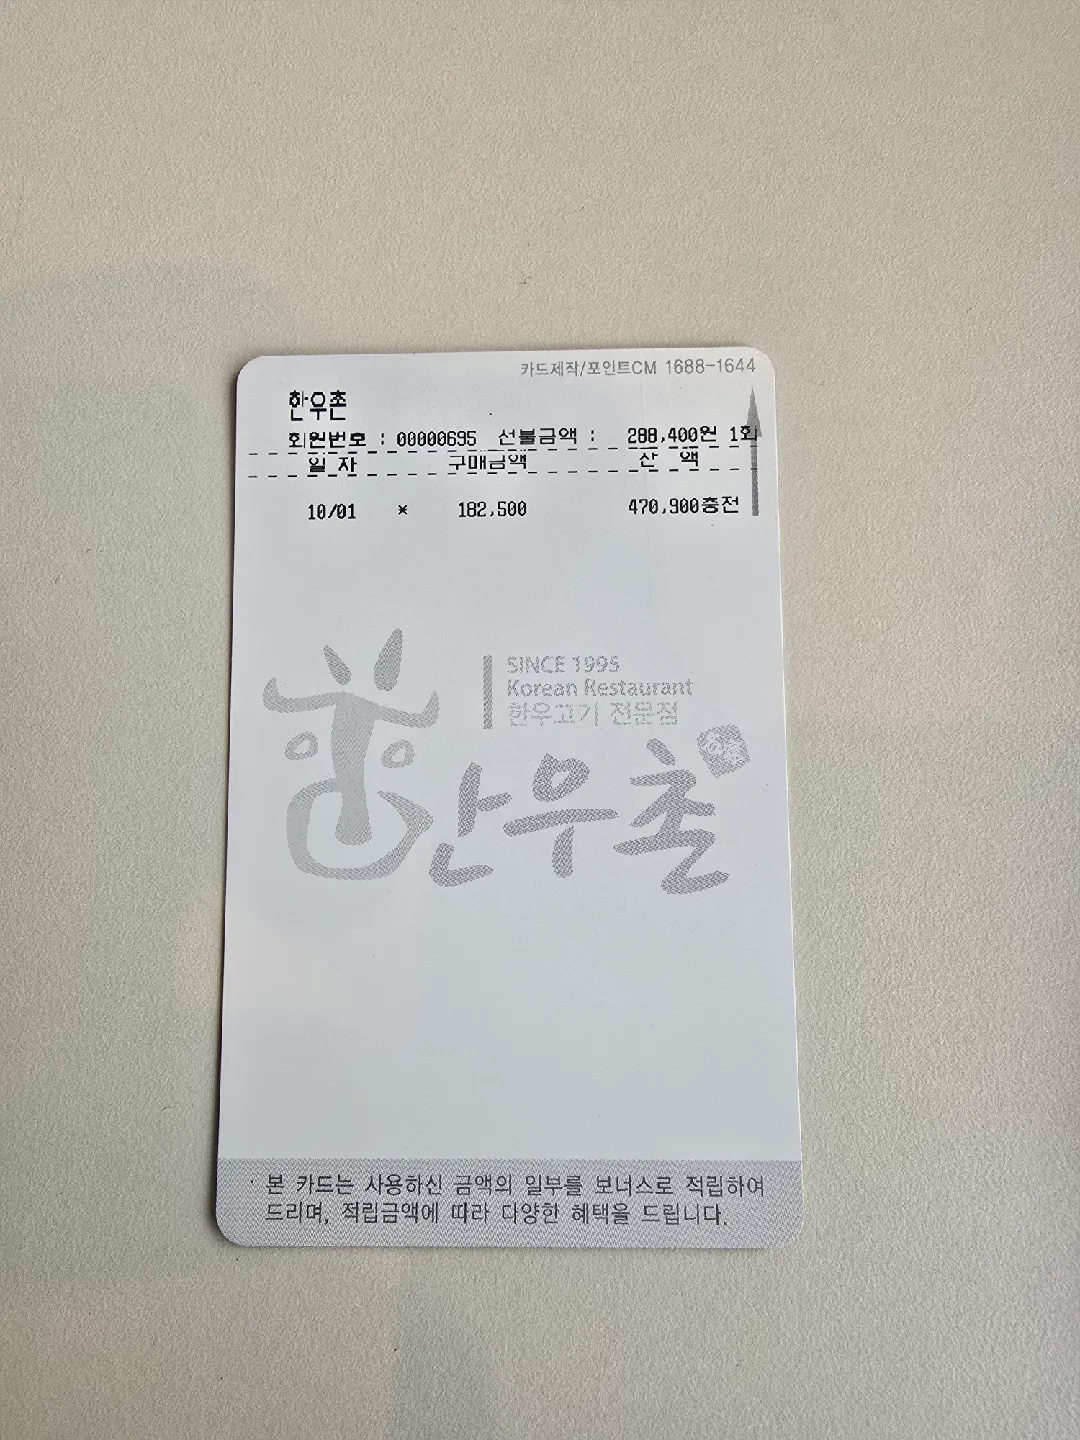 카드제작/포인트CM 1688-1644
한우촌
회원번호 : 00000695 선불금액 : 288,400원 1회
일 자 구매금액 잔 액
10/01 * 182,500 470,900충전
SINCE 1995
Korean Restaurant
한우고기 전문점
한우촌
· 본 카드는 사용하신 금액의 일부를 보너스로 적립하여
드리며, 적립금액에 따라 다양한 혜택을 드립니다.